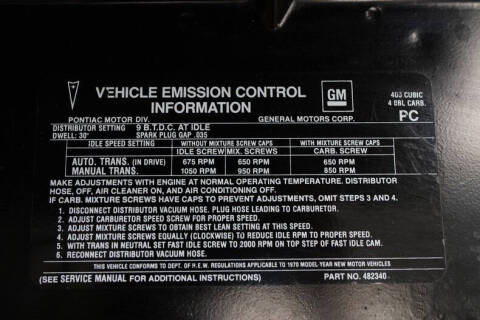 VEHICLE EMISSION CONTROL
INFORMATION
GM
400 CUBIC
4 BBL CARB.
PC
PONTIAC MOTOR DIV.
GENERAL MOTORS CORP.
DISTRIBUTOR SETTING 9 B.T.D.C. AT IDLE
DWELL: 30° SPARK PLUG GAP .035
IDLE SPEED SETTING WITHOUT MIXTURE SCREW CAPS WITH MIXTURE SCREW CAPS
IDLE SCREW MIX. SCREWS CARB. SCREW
AUTO. TRANS. (IN DRIVE) 675 RPM 650 RPM 650 RPM
MANUAL TRANS. 1050 RPM 950 RPM 850 RPM
MAKE ADJUSTMENTS WITH ENGINE AT NORMAL OPERATING TEMPERATURE. DISTRIBUTOR
HOSE, OFF, AIR CLEANER ON, AND AIR CONDITIONING OFF.
IF CARB. MIXTURE SCREWS HAVE CAPS TO PREVENT ADJUSTMENTS, OMIT STEPS 3 AND 4.
1. DISCONNECT DISTRIBUTOR VACUUM HOSE. PLUG HOSE LEADING TO CARBURETOR.
2. ADJUST CARBURETOR SPEED SCREW FOR PROPER SPEED.
3. ADJUST MIXTURE SCREWS TO OBTAIN BEST LEAN SETTING AT THIS SPEED.
4. ADJUST MIXTURE SCREWS EQUALLY (CLOCKWISE) TO REDUCE IDLE RPM TO PROPER SPEED.
5. WITH TRANS IN NEUTRAL SET FAST IDLE SCREW TO 2000 RPM ON TOP STEP OF FAST IDLE CAM.
6. RECONNECT DISTRIBUTOR VACUUM HOSE.
THIS VEHICLE CONFORMS TO DEPT. OF H.E.W. REGULATIONS APPLICABLE TO 1970 MODEL YEAR NEW MOTOR VEHICLES
(SEE SERVICE MANUAL FOR ADDITIONAL INSTRUCTIONS) PART NO. 482340